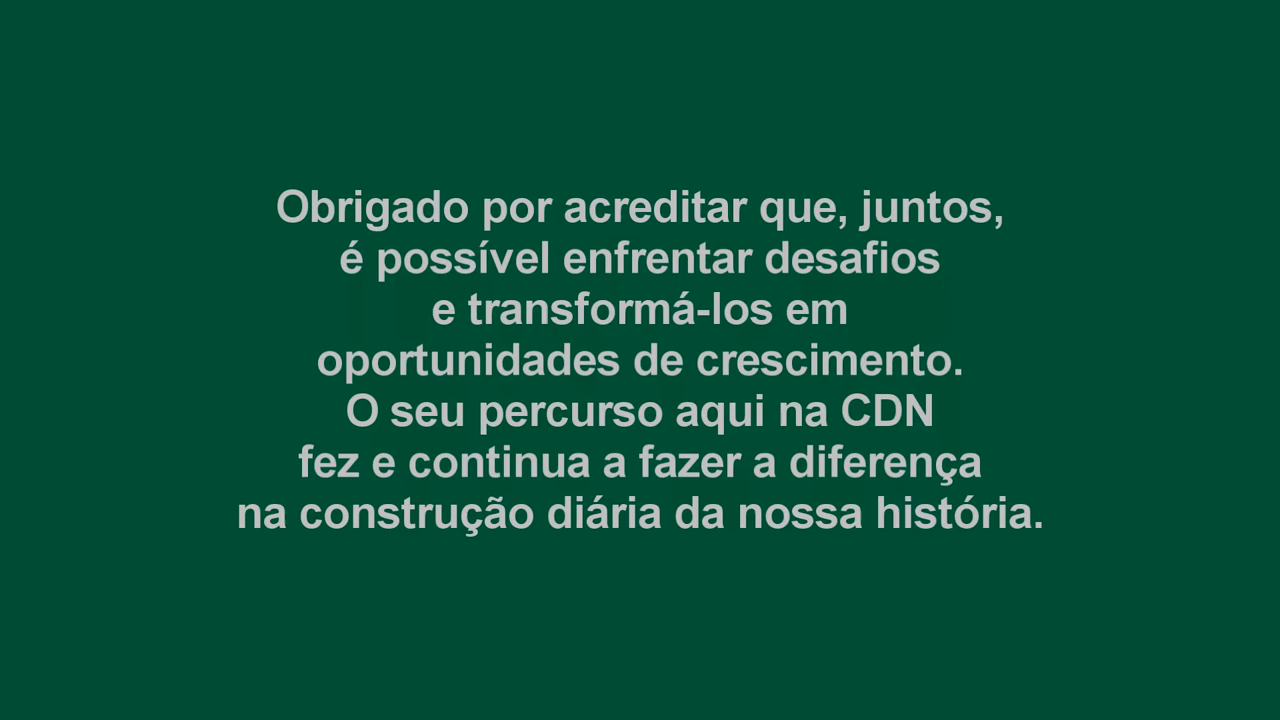 Obrigado por acreditar que, juntos,
é possível enfrentar desafios
e transformá-los em
oportunidades de crescimento.
O seu percurso aqui na CDN
fez e continua a fazer a diferença
na construção diária da nossa história.